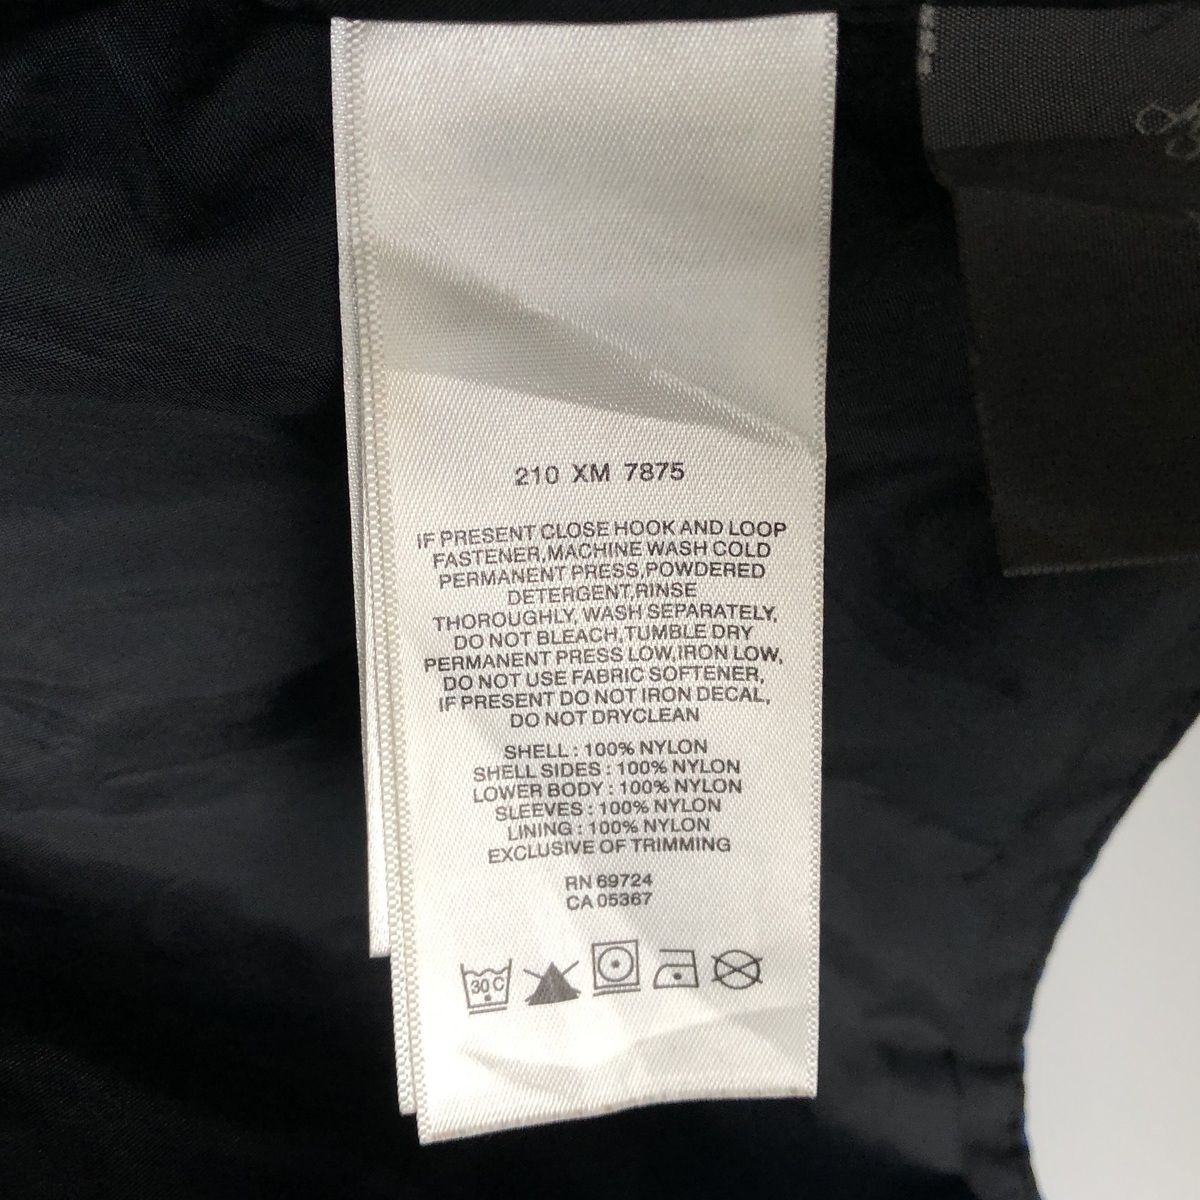 210 XM 7875
IF PRESENT CLOSE HOOK AND LOOP
FASTENER,MACHINE WASH COLD
PERMANENT PRESS,POWDERED
DETERGENT,RINSE
THOROUGHLY, WASH SEPARATELY,
DO NOT BLEACH,TUMBLE DRY
PERMANENT PRESS LOW,IRON LOW,
DO NOT USE FABRIC SOFTENER,
IF PRESENT DO NOT IRON DECAL,
DO NOT DRYCLEAN
SHELL : 100% NYLON
SHELL SIDES : 100% NYLON
LOWER BODY : 100% NYLON
SLEEVES : 100% NYLON
LINING : 100% NYLON
EXCLUSIVE OF TRIMMING
RN 69724
CA 05367
30 C